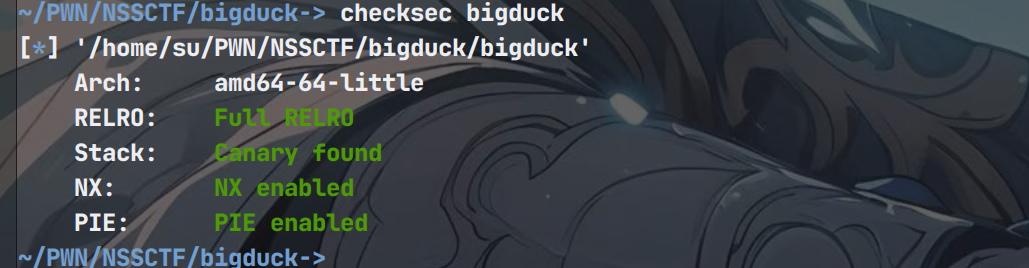 ~/PWN/NSSCTF/bigduck-> checksec bigduck
[*] '/home/su/PWN/NSSCTF/bigduck/bigduck'
Arch: amd64-64-little
RELRO: Full RELRO
Stack: Canary found
NX: NX enabled
PIE: PIE enabled
~/PWN/NSSCTF/bigduck->